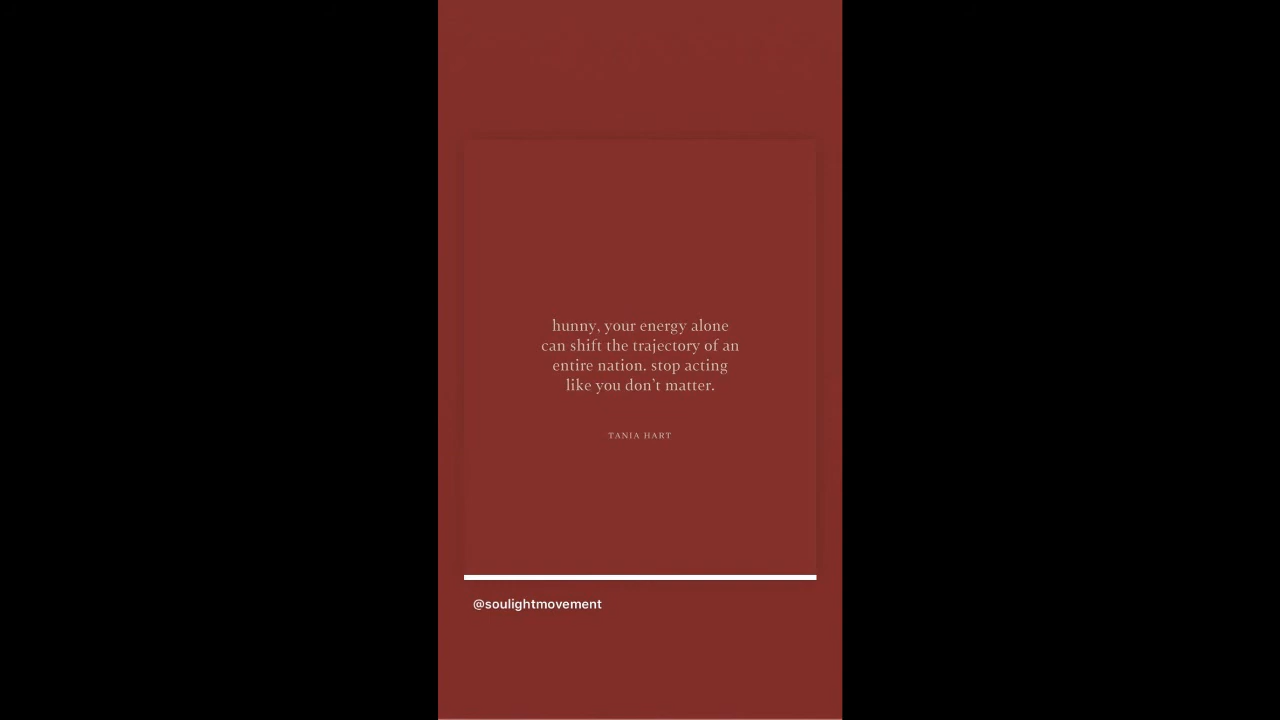 hunny, your energy alone
can shift the trajectory of an
entire nation. stop acting
like you don't matter.
TANIA HART
@soulightmovement